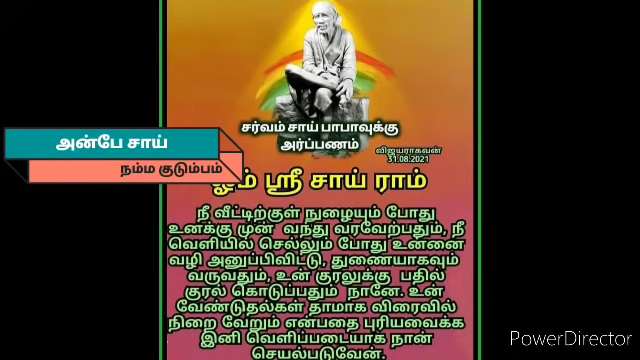 சர்வம் சாய் பாபாவுக்கு
அர்ப்பணம்
விஜயராகவன்
31.08.2021
அன்பே சாய்
நம்ம குடும்பம்
ஓம் ஸ்ரீ சாய் ராம்
நீ வீட்டிற்குள் நுழையும் போது
உனக்கு முன் வந்து வரவேற்பதும், நீ
வெளியில் செல்லும் போது உன்னை
வழி அனுப்பிவிட்டு, துணையாகவும்
வருவதும், உன் குரலுக்கு பதில்
குரல் கொடுப்பதும் நானே. உன்
வேண்டுதல்கள் தாமாக விரைவில்
நிறை வேறும் என்பதை புரியவைக்க
இனி வெளிப்படையாக நான்
செயல்படுவேன்.
PowerDirector